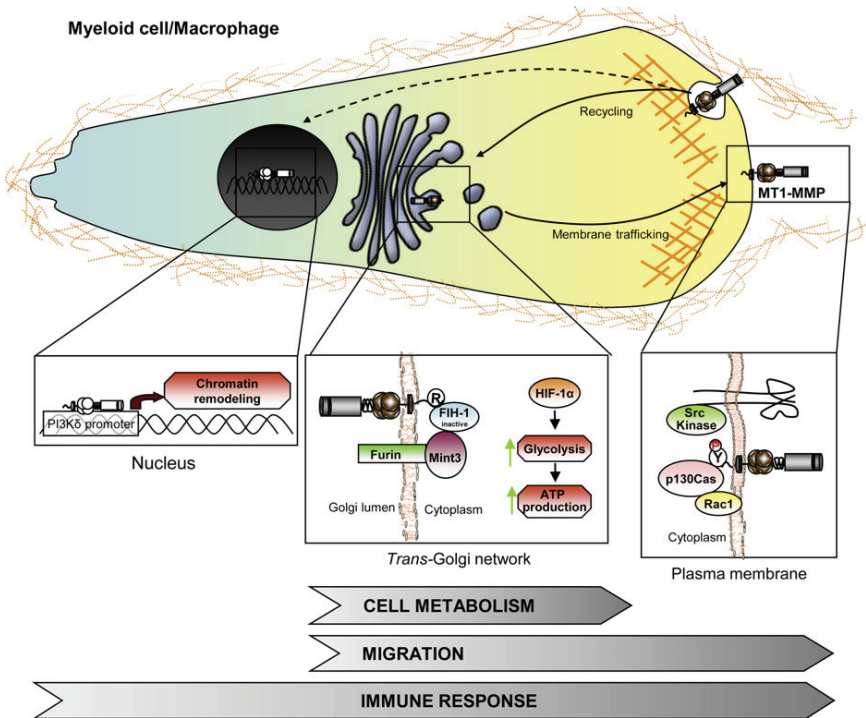 Myeloid cell/Macrophage
Recycling
MT1-MMP
Membrane trafficking
Chromatin
remodeling
PI3Kδ promoter
Nucleus
R
FIH-1
inactive
Furin
Mint3
Golgi lumen
Cytoplasm
HIF-1α
Glycolysis
ATP
production
Trans-Golgi network
Src
Kinase
P
Y
p130Cas
Rac1
Cytoplasm
Plasma membrane
CELL METABOLISM
MIGRATION
IMMUNE RESPONSE